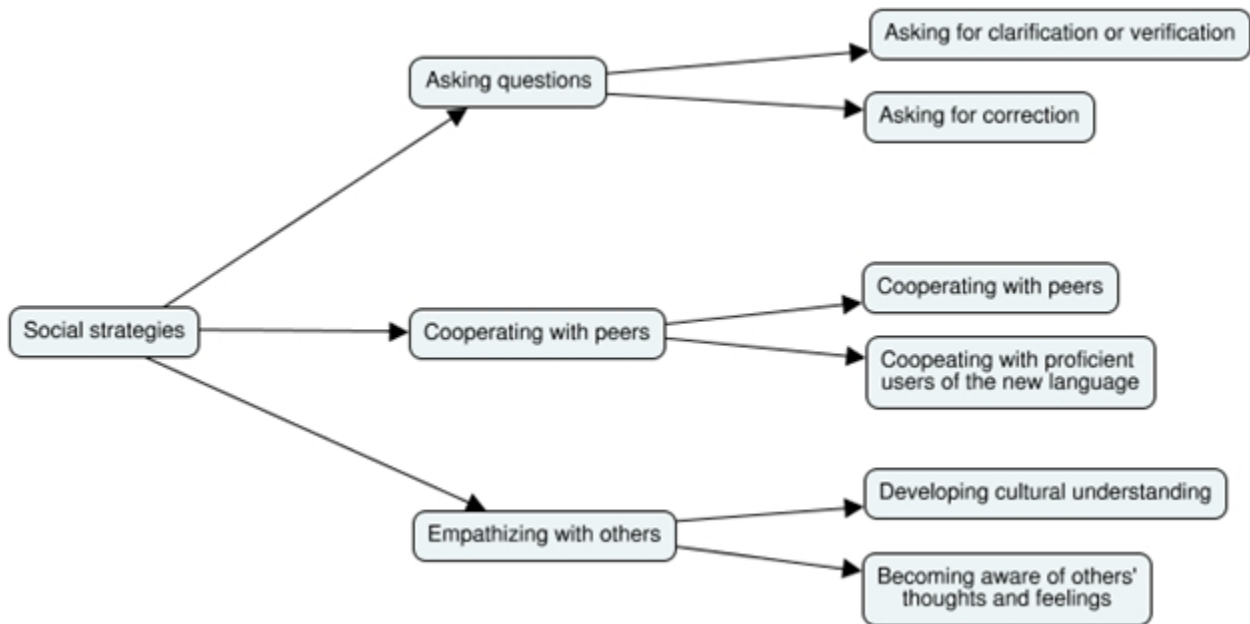 Asking for clarification or verification
Asking questions
Asking for correction
Cooperating with peers
Social strategies
Cooperating with peers
Coopeating with proficient
users of the new language
Developing cultural understanding
Empathizing with others
Becoming aware of others'
thoughts and feelings